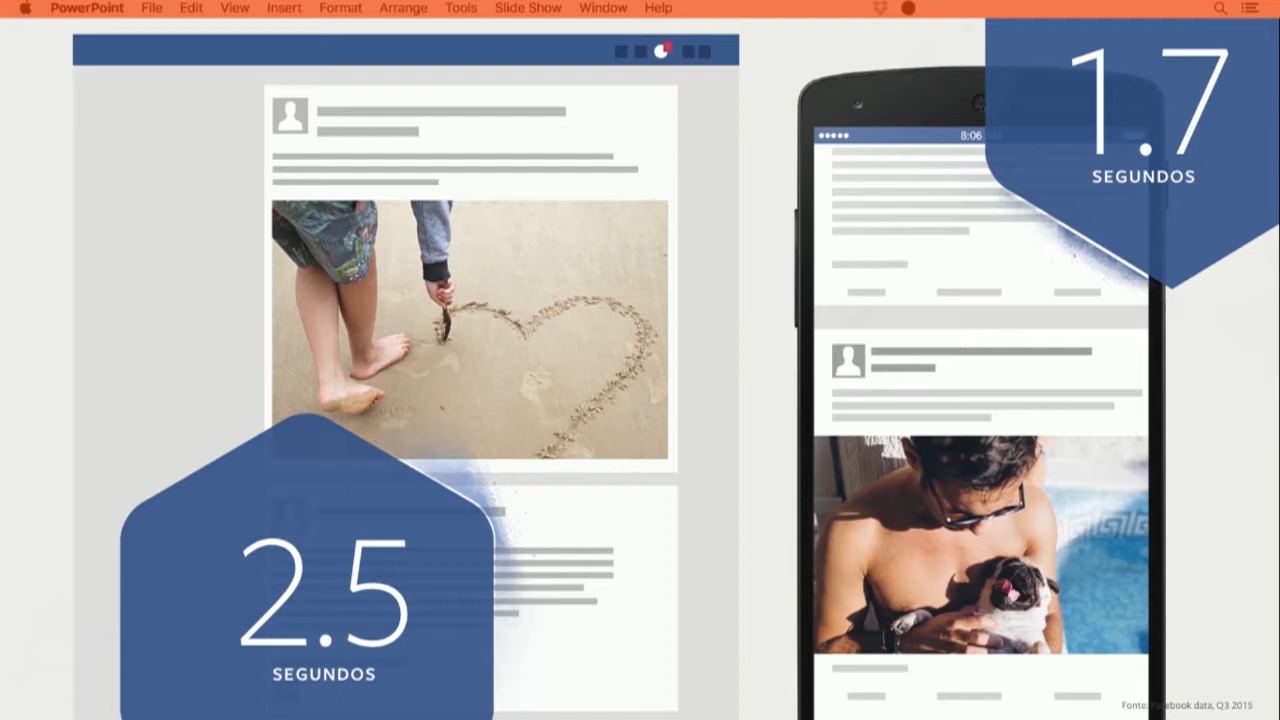 PowerPoint File Edit View Insert Format Arrange Tools Slide Show Window Help
1.7
SEGUNDOS
8:06
2.5
SEGUNDOS
Fonte: Facebook data, Q3 2015